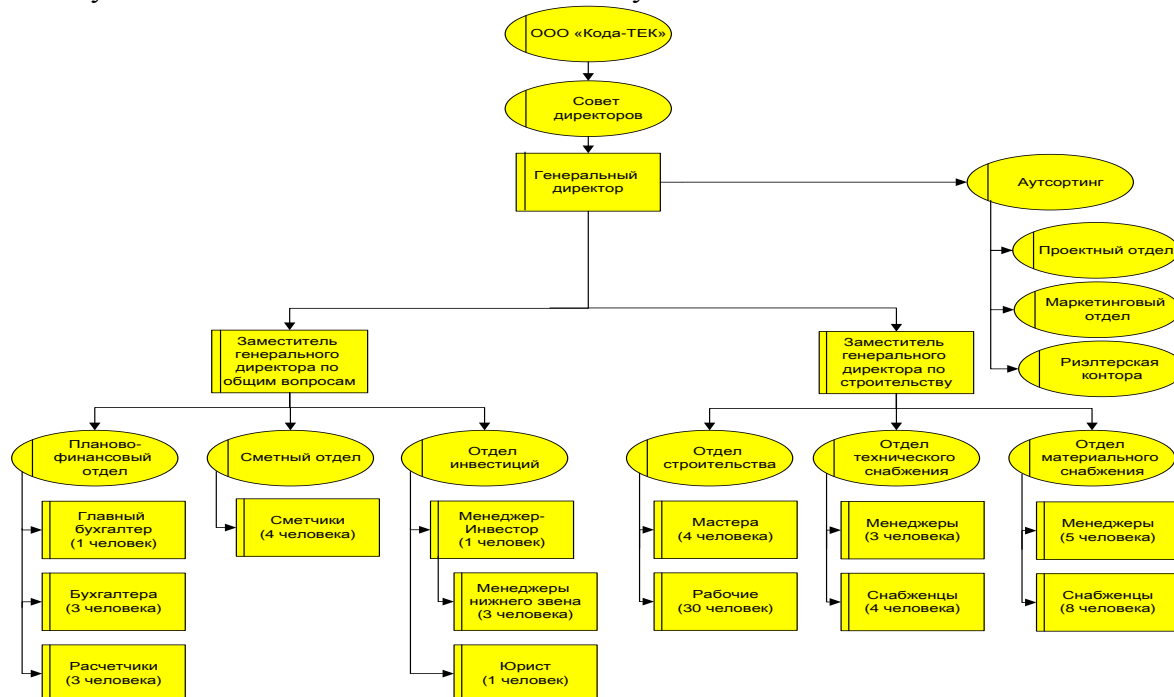 ООО «Кода-ТЕК»
Совет
директоров
Генеральный
директор
Аутсортинг
Проектный отдел
Маркетинговый
отдел
Риэлтерская
контора
Заместитель
генерального
директора по
общим вопросам
Заместитель
генерального
директора по
строительству
Планово-
финансовый
отдел
Сметный отдел
Отдел
инвестиций
Отдел
строительства
Отдел
технического
снабжения
Отдел
материального
снабжения
Главный
бухгалтер
(1 человек)
Бухгалтера
(3 человека)
Расчетчики
(3 человека)
Сметчики
(4 человека)
Менеджер-
Инвестор
(1 человек)
Менеджеры
нижнего звена
(3 человека)
Юрист
(1 человек)
Мастера
(4 человека)
Рабочие
(30 человек)
Менеджеры
(3 человека)
Снабженцы
(4 человека)
Менеджеры
(5 человека)
Снабженцы
(8 человека)